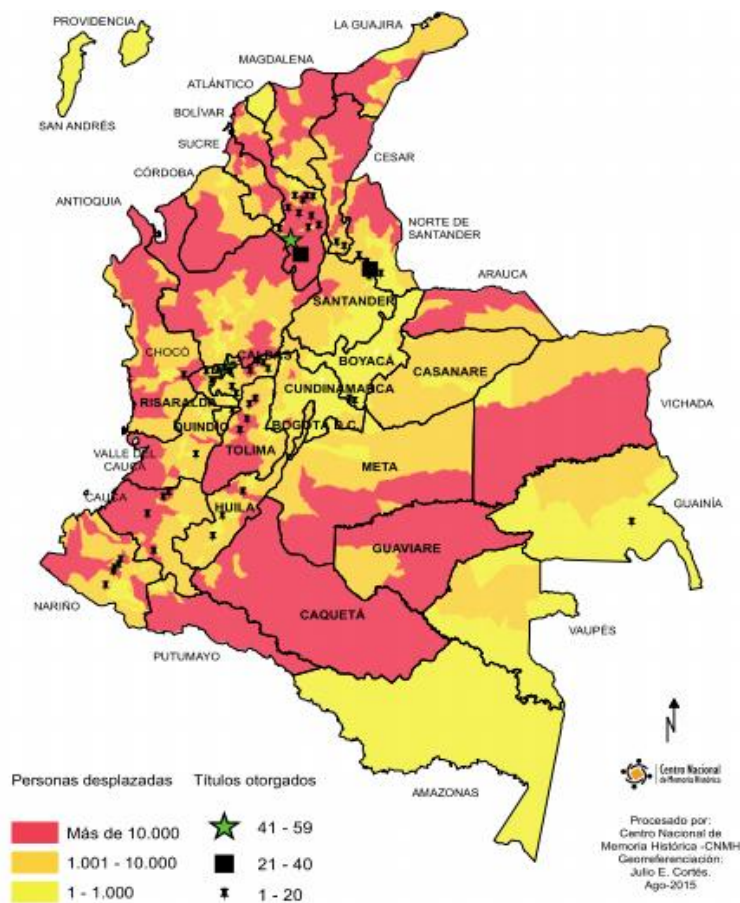 PROVIDENCIA
LA GUAJIRA
MAGDALENA
ATLÁNTICO
BOLÍVAR
SAN ANDRÉS
SUCRE
CESAR
CÓRDOBA
ANTIOQUIA
NORTE DE
SANTANDER
ARAUCA
SANTANDER
CHOCÓ
CALDAS
BOYACÁ
CASANARE
CUNDINAMARCA
RISARALDA
VICHADA
QUINDIO
BOGOTÁ D.C.
VALLE DEL
CAUCA
TOLIMA
META
CAUCA
GUAINÍA
HUILA
GUAVIARE
NARIÑO
CAQUETÁ
VAUPÉS
PUTUMAYO
N
AMAZONAS
Personas desplazadas
Más de 10.000
1.001 - 10.000
1 - 1.000
Títulos otorgados
41 - 59
21 - 40
1 - 20
Centro Nacional
de Memoria Histórica
Procesado por:
Centro Nacional de
Memoria Histórica -CNMH
Georreferenciación:
Julio E. Cortés.
Ago-2015